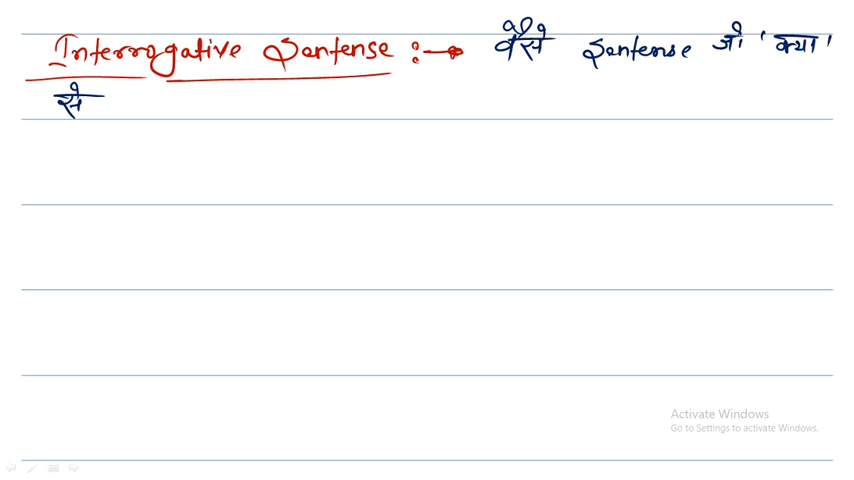 Interrogative Sentense :→ वैसे Sentense जो 'क्या'
से
Activate Windows
Go to Settings to activate Windows.